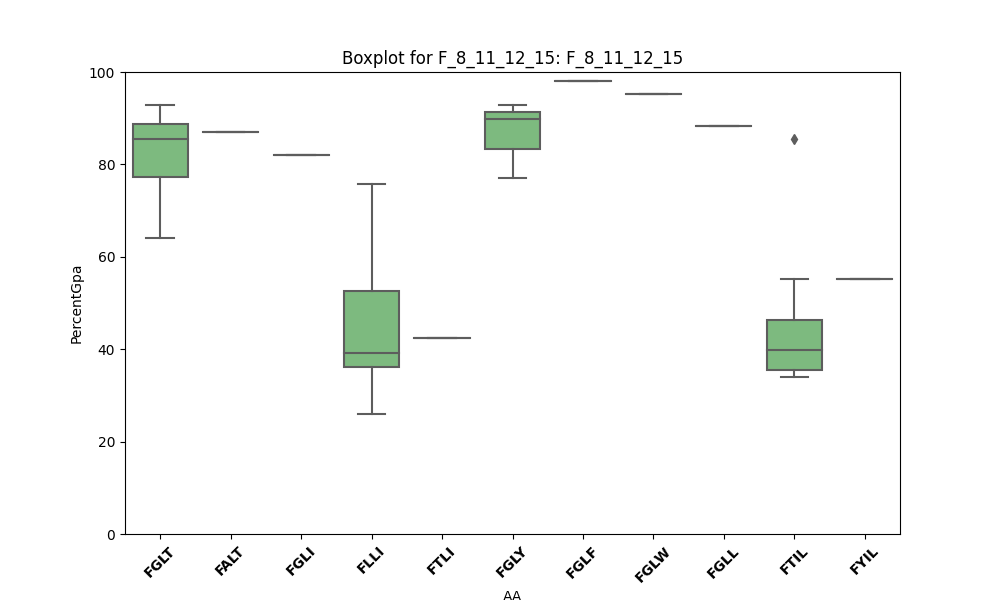 Boxplot for F_8_11_12_15: F_8_11_12_15
100
80
60
40
20
0
PercentGpa
FGLT FALT FGLI FLLI FTLI FGLY FGLF FGLW FGLL FTIL FYIL
AA